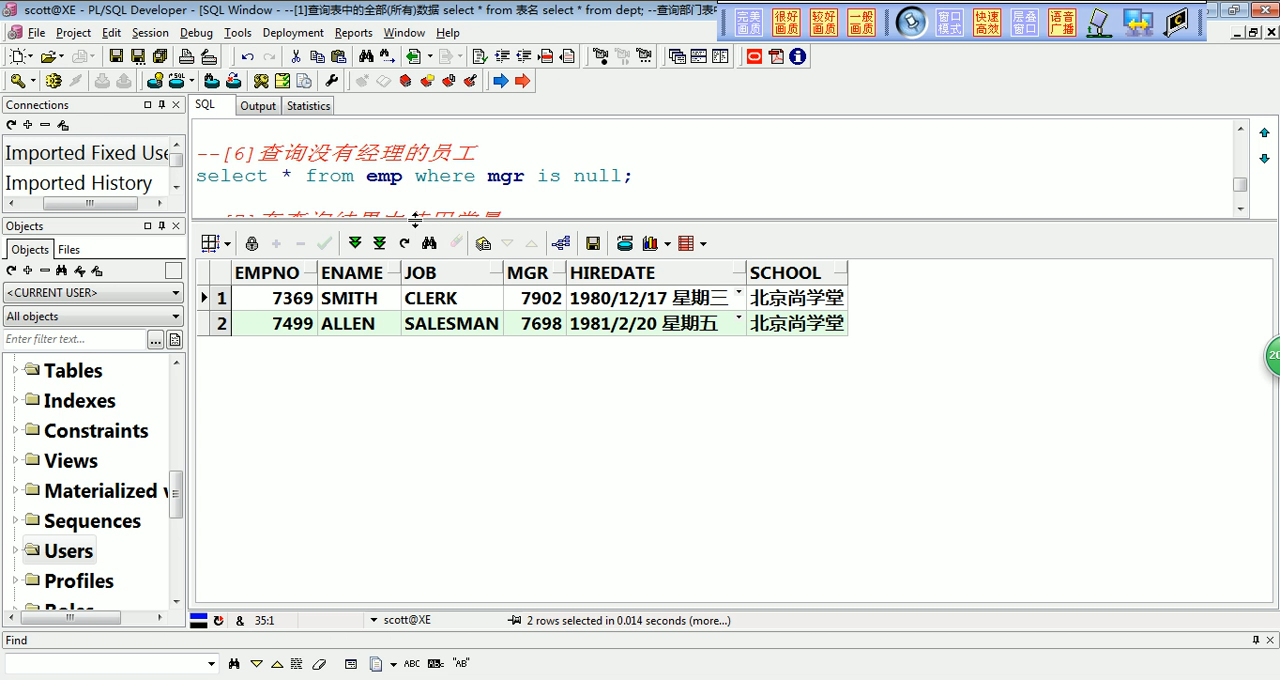 scott@XE - PL/SQL Developer - [SQL Window - --[1]查询表中的全部(所有)数据 select * from 表名 select * from dept; --查询部门表
完美画质 很好画质 较好画质 一般画质 窗口模式 快速高效 层叠窗口 语音广播
File Project Edit Session Debug Tools Deployment Reports Window Help
Connections
SQL Output Statistics
Imported Fixed Use
Imported History
--[6]查询没有经理的员工
select * from emp where mgr is null;
Objects
Objects Files
<CURRENT USER>
All objects
Enter filter text...
...
Tables
Indexes
Constraints
Views
Materialized v
Sequences
Users
Profiles
Roles
EMPNO ENAME JOB MGR HIREDATE SCHOOL
1 7369 SMITH CLERK 7902 1980/12/17 星期三 北京尚学堂
2 7499 ALLEN SALESMAN 7698 1981/2/20 星期五 北京尚学堂
20
& 35:1 scott@XE 2 rows selected in 0.014 seconds (more...)
Find
ABC "AB"